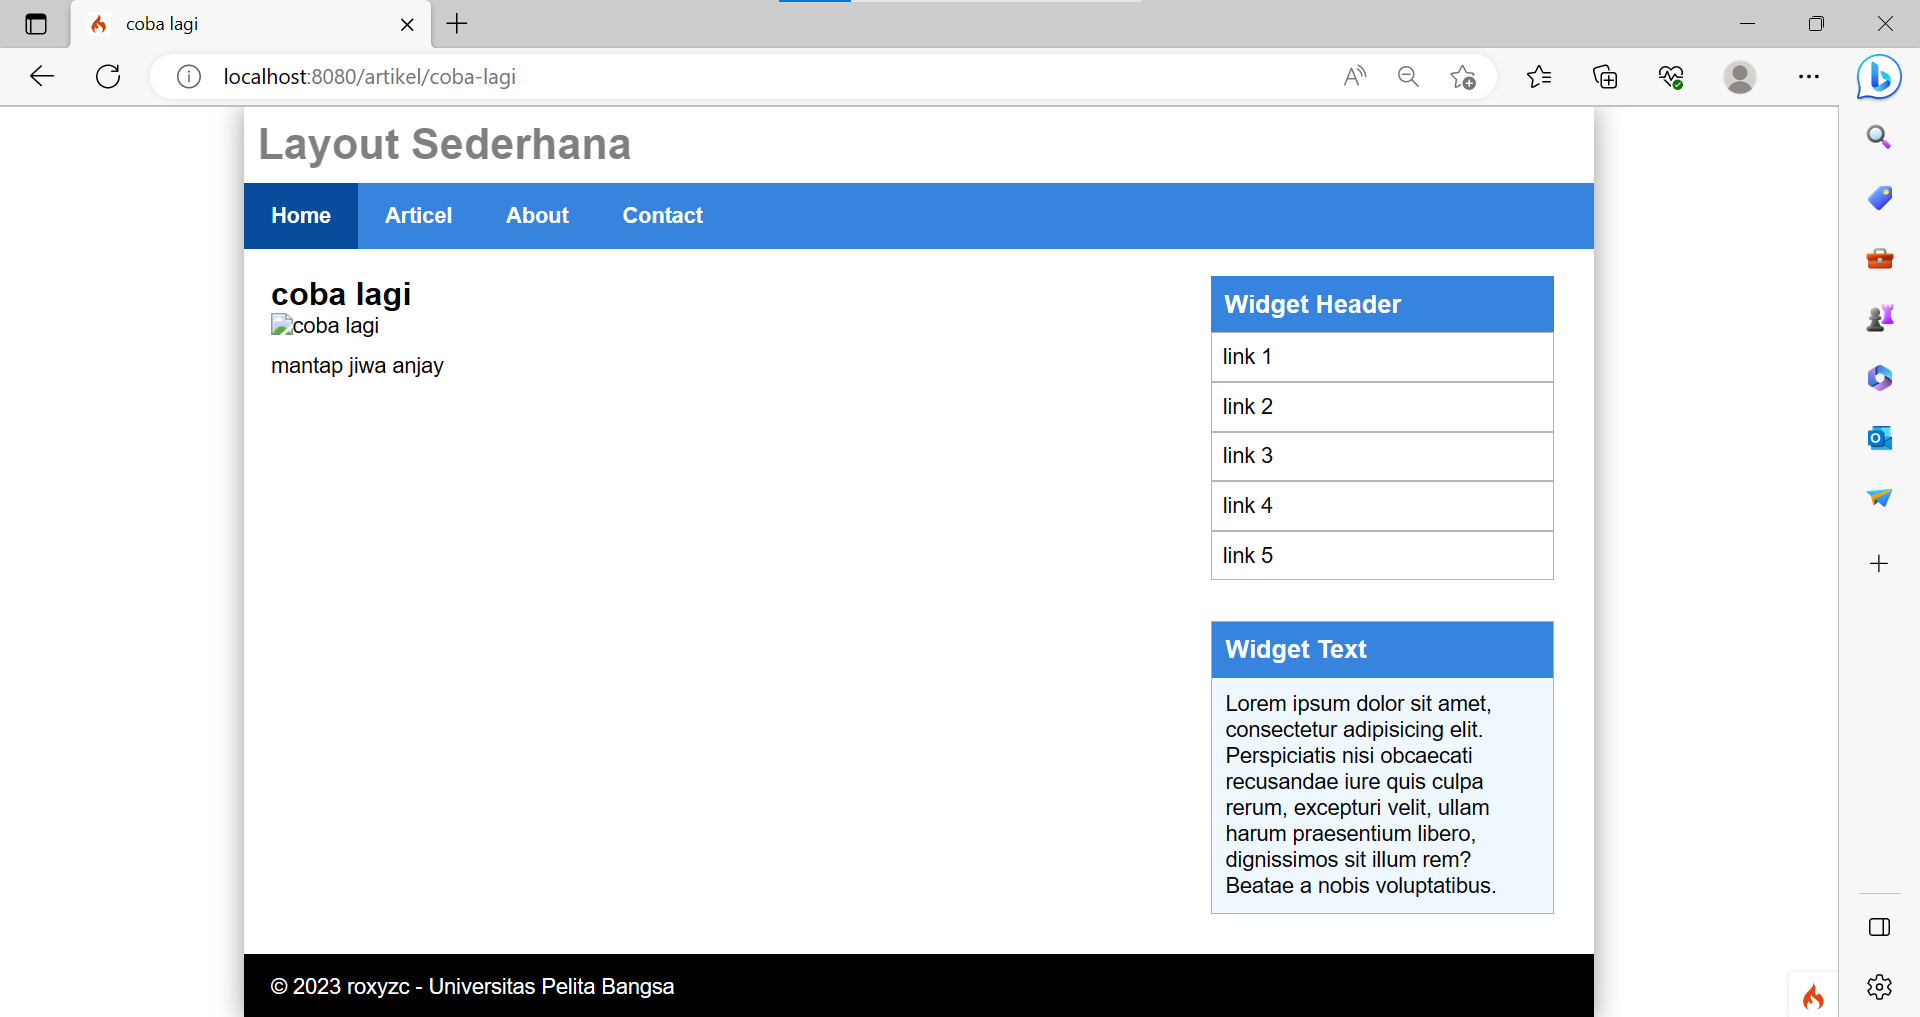 coba lagi
localhost:8080/artikel/coba-lagi
Layout Sederhana
Home Articel About Contact
coba lagi
coba lagi
mantap jiwa anjay
Widget Header
link 1
link 2
link 3
link 4
link 5
Widget Text
Lorem ipsum dolor sit amet,
consectetur adipisicing elit.
Perspiciatis nisi obcaecati
recusandae iure quis culpa
rerum, excepturi velit, ullam
harum praesentium libero,
dignissimos sit illum rem?
Beatae a nobis voluptatibus.
© 2023 roxyzc - Universitas Pelita Bangsa